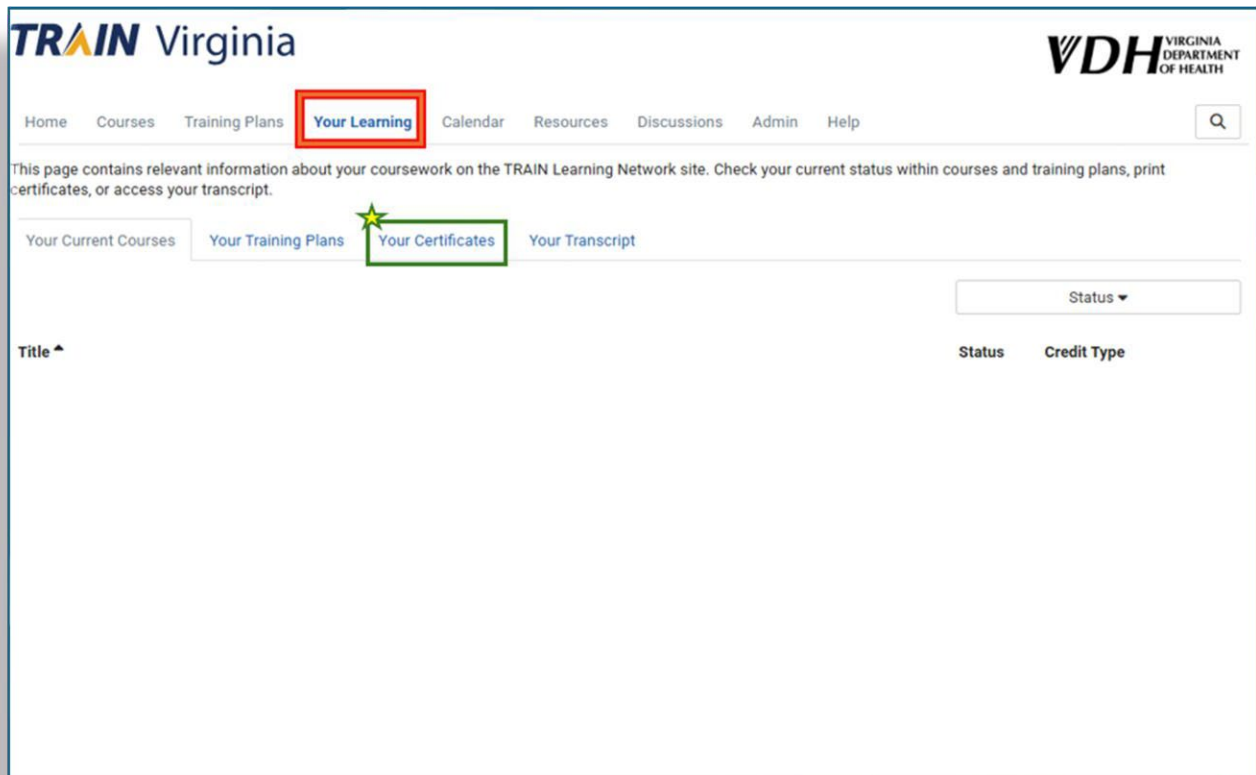 TRAIN Virginia
VDH VIRGINIA
DEPARTMENT
OF HEALTH
Home Courses Training Plans Your Learning Calendar Resources Discussions Admin Help
This page contains relevant information about your coursework on the TRAIN Learning Network site. Check your current status within courses and training plans, print
certificates, or access your transcript.
Your Current Courses Your Training Plans Your Certificates Your Transcript
Status
Title Status Credit Type